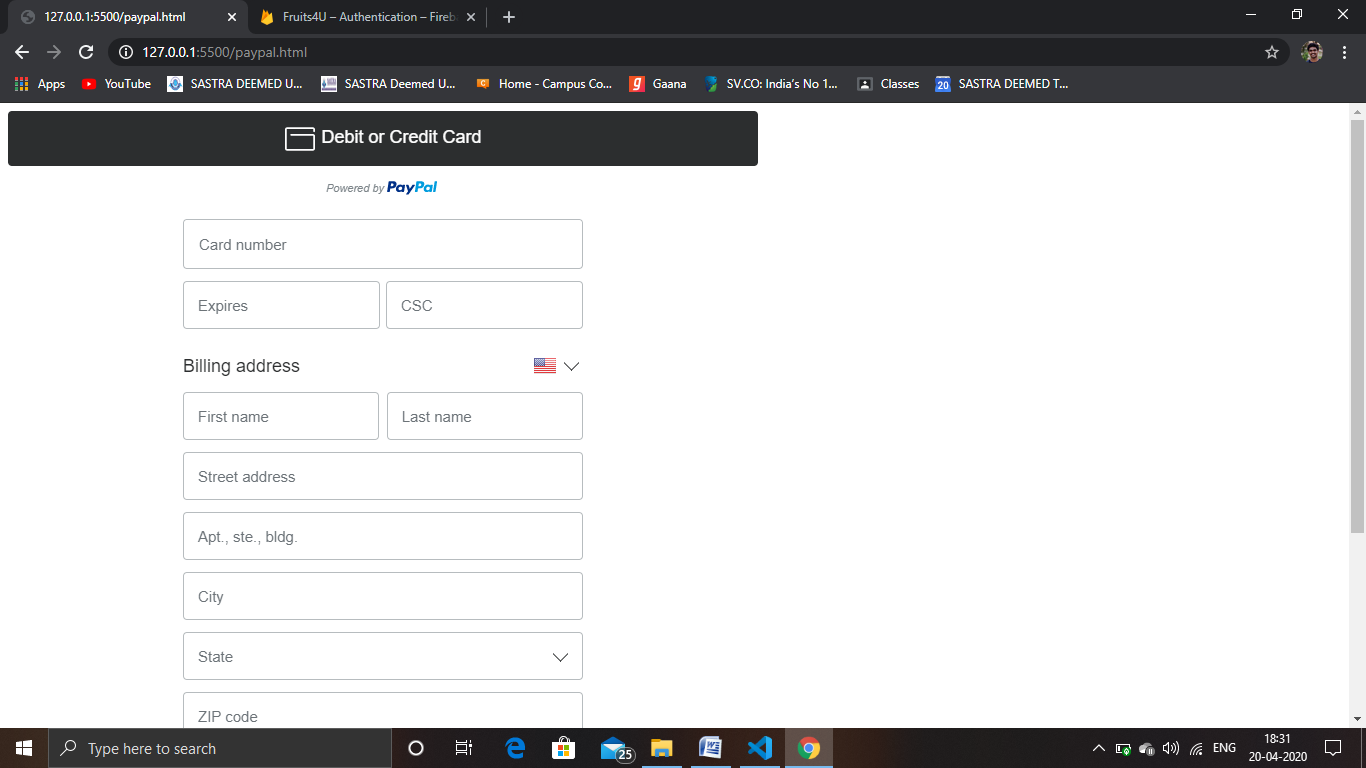 127.0.0.1:5500/paypal.html Fruits4U – Authentication – Fireb
127.0.0.1:5500/paypal.html
Apps YouTube SASTRA DEEMED U... SASTRA Deemed U... Home - Campus Co... Gaana SV.CO: India's No 1... Classes 20 SASTRA DEEMED T...
Debit or Credit Card
Powered by PayPal
Card number
Expires CSC
Billing address
First name Last name
Street address
Apt., ste., bldg.
City
State
ZIP code
Type here to search 25 ENG 18:31
20-04-2020